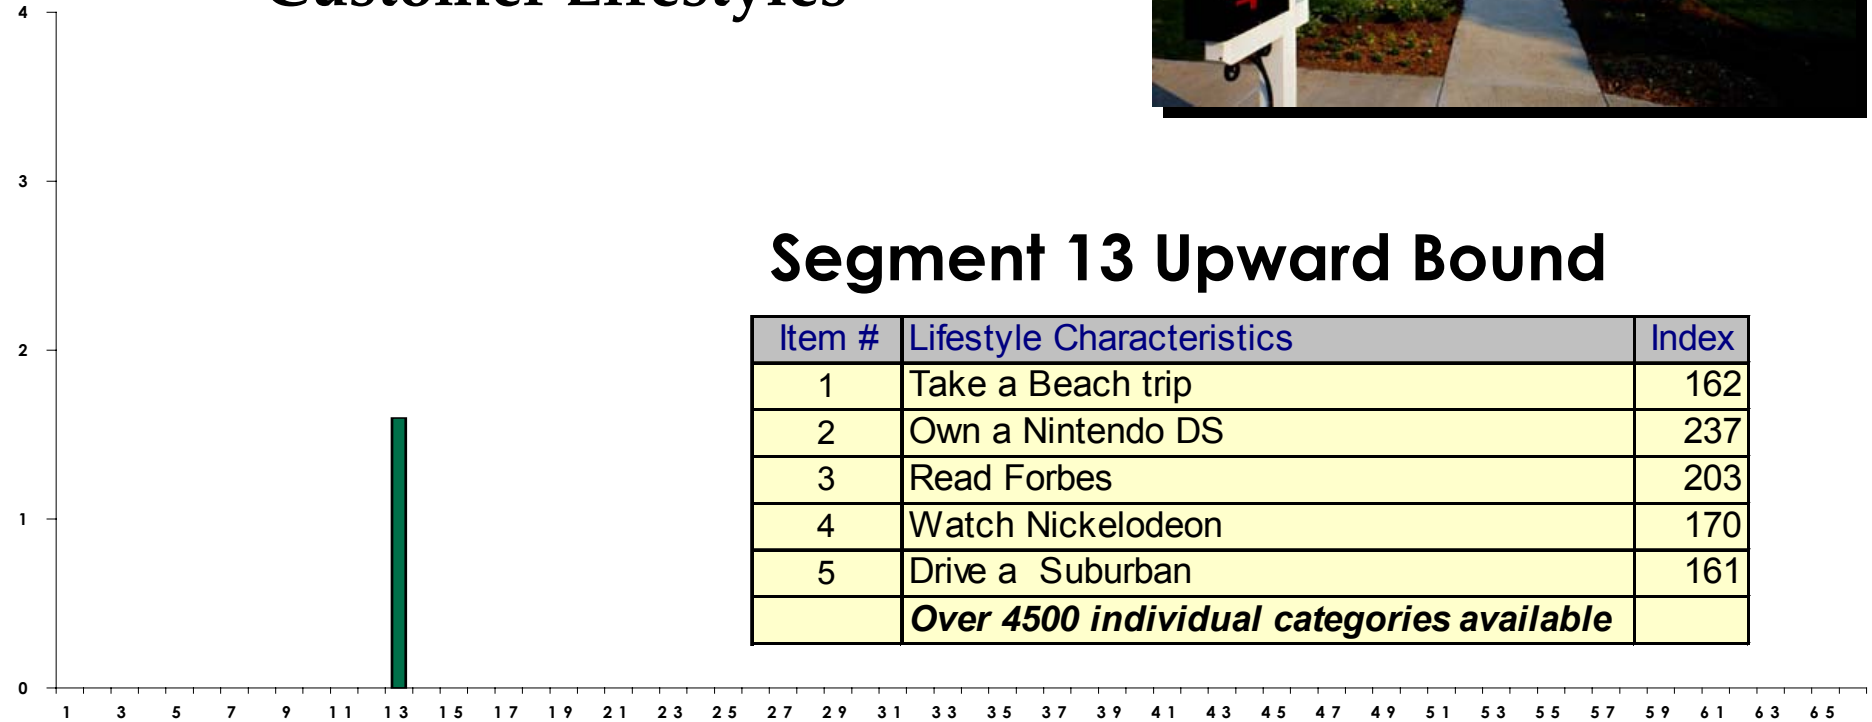 Customer Lifestyles
4
3
2
1
0
Segment 13 Upward Bound
Item # Lifestyle Characteristics Index
1 Take a Beach trip 162
2 Own a Nintendo DS 237
3 Read Forbes 203
4 Watch Nickelodeon 170
5 Drive a  Suburban 161
Over 4500 individual categories available
1 3 5 7 9 11 13 15 17 19 21 23 25 27 29 31 33 35 37 39 41 43 45 47 49 51 53 55 57 59 61 63 65